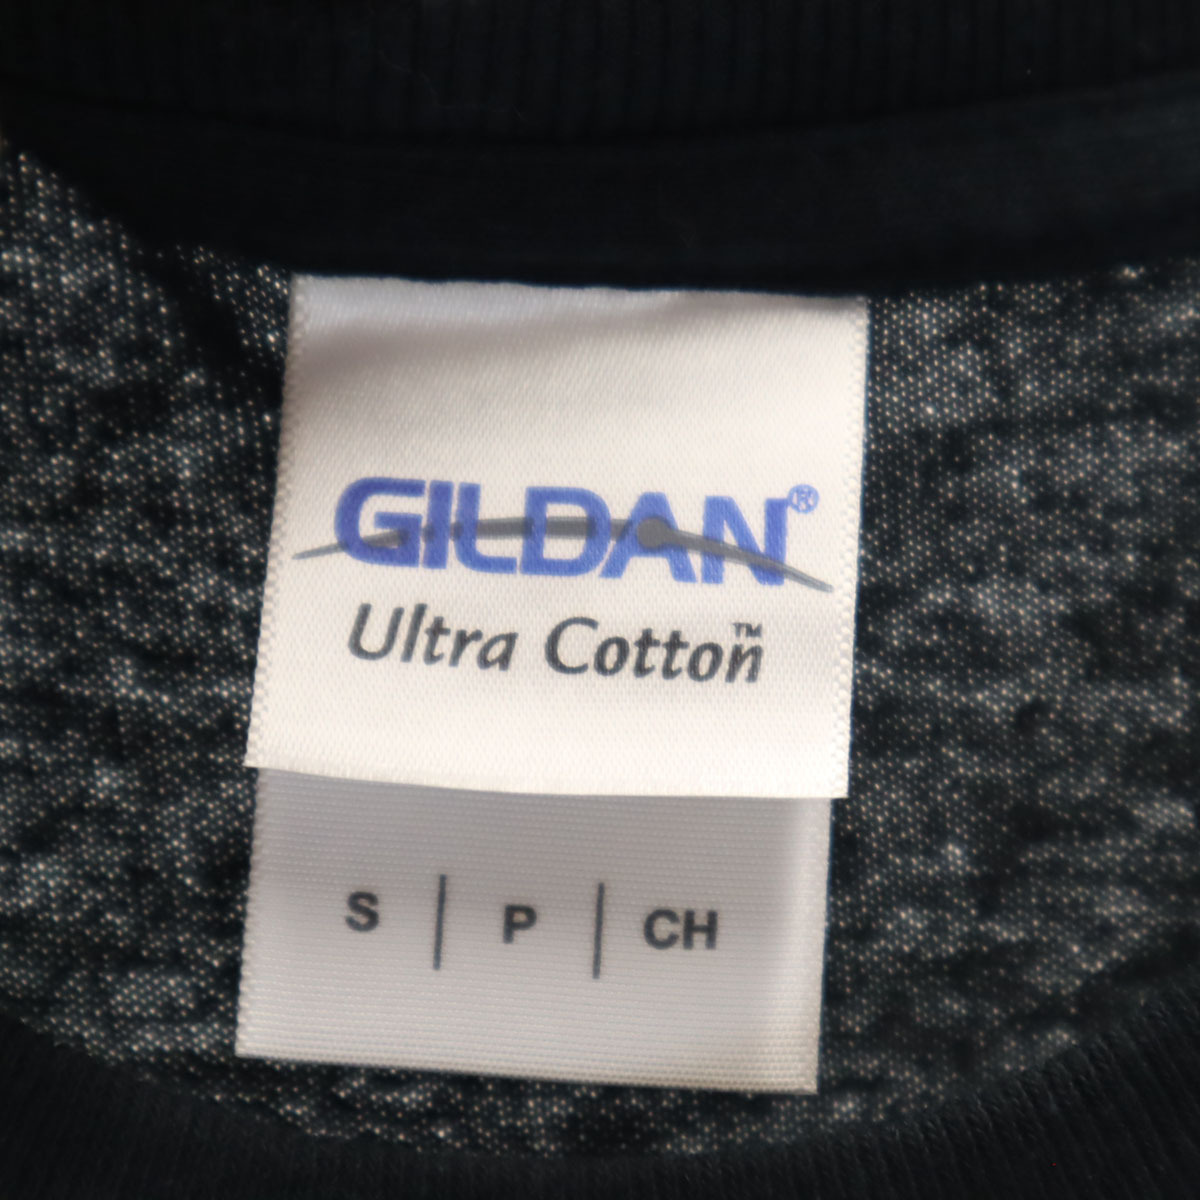 GILDAN®
Ultra Cotton™
S | P | CH